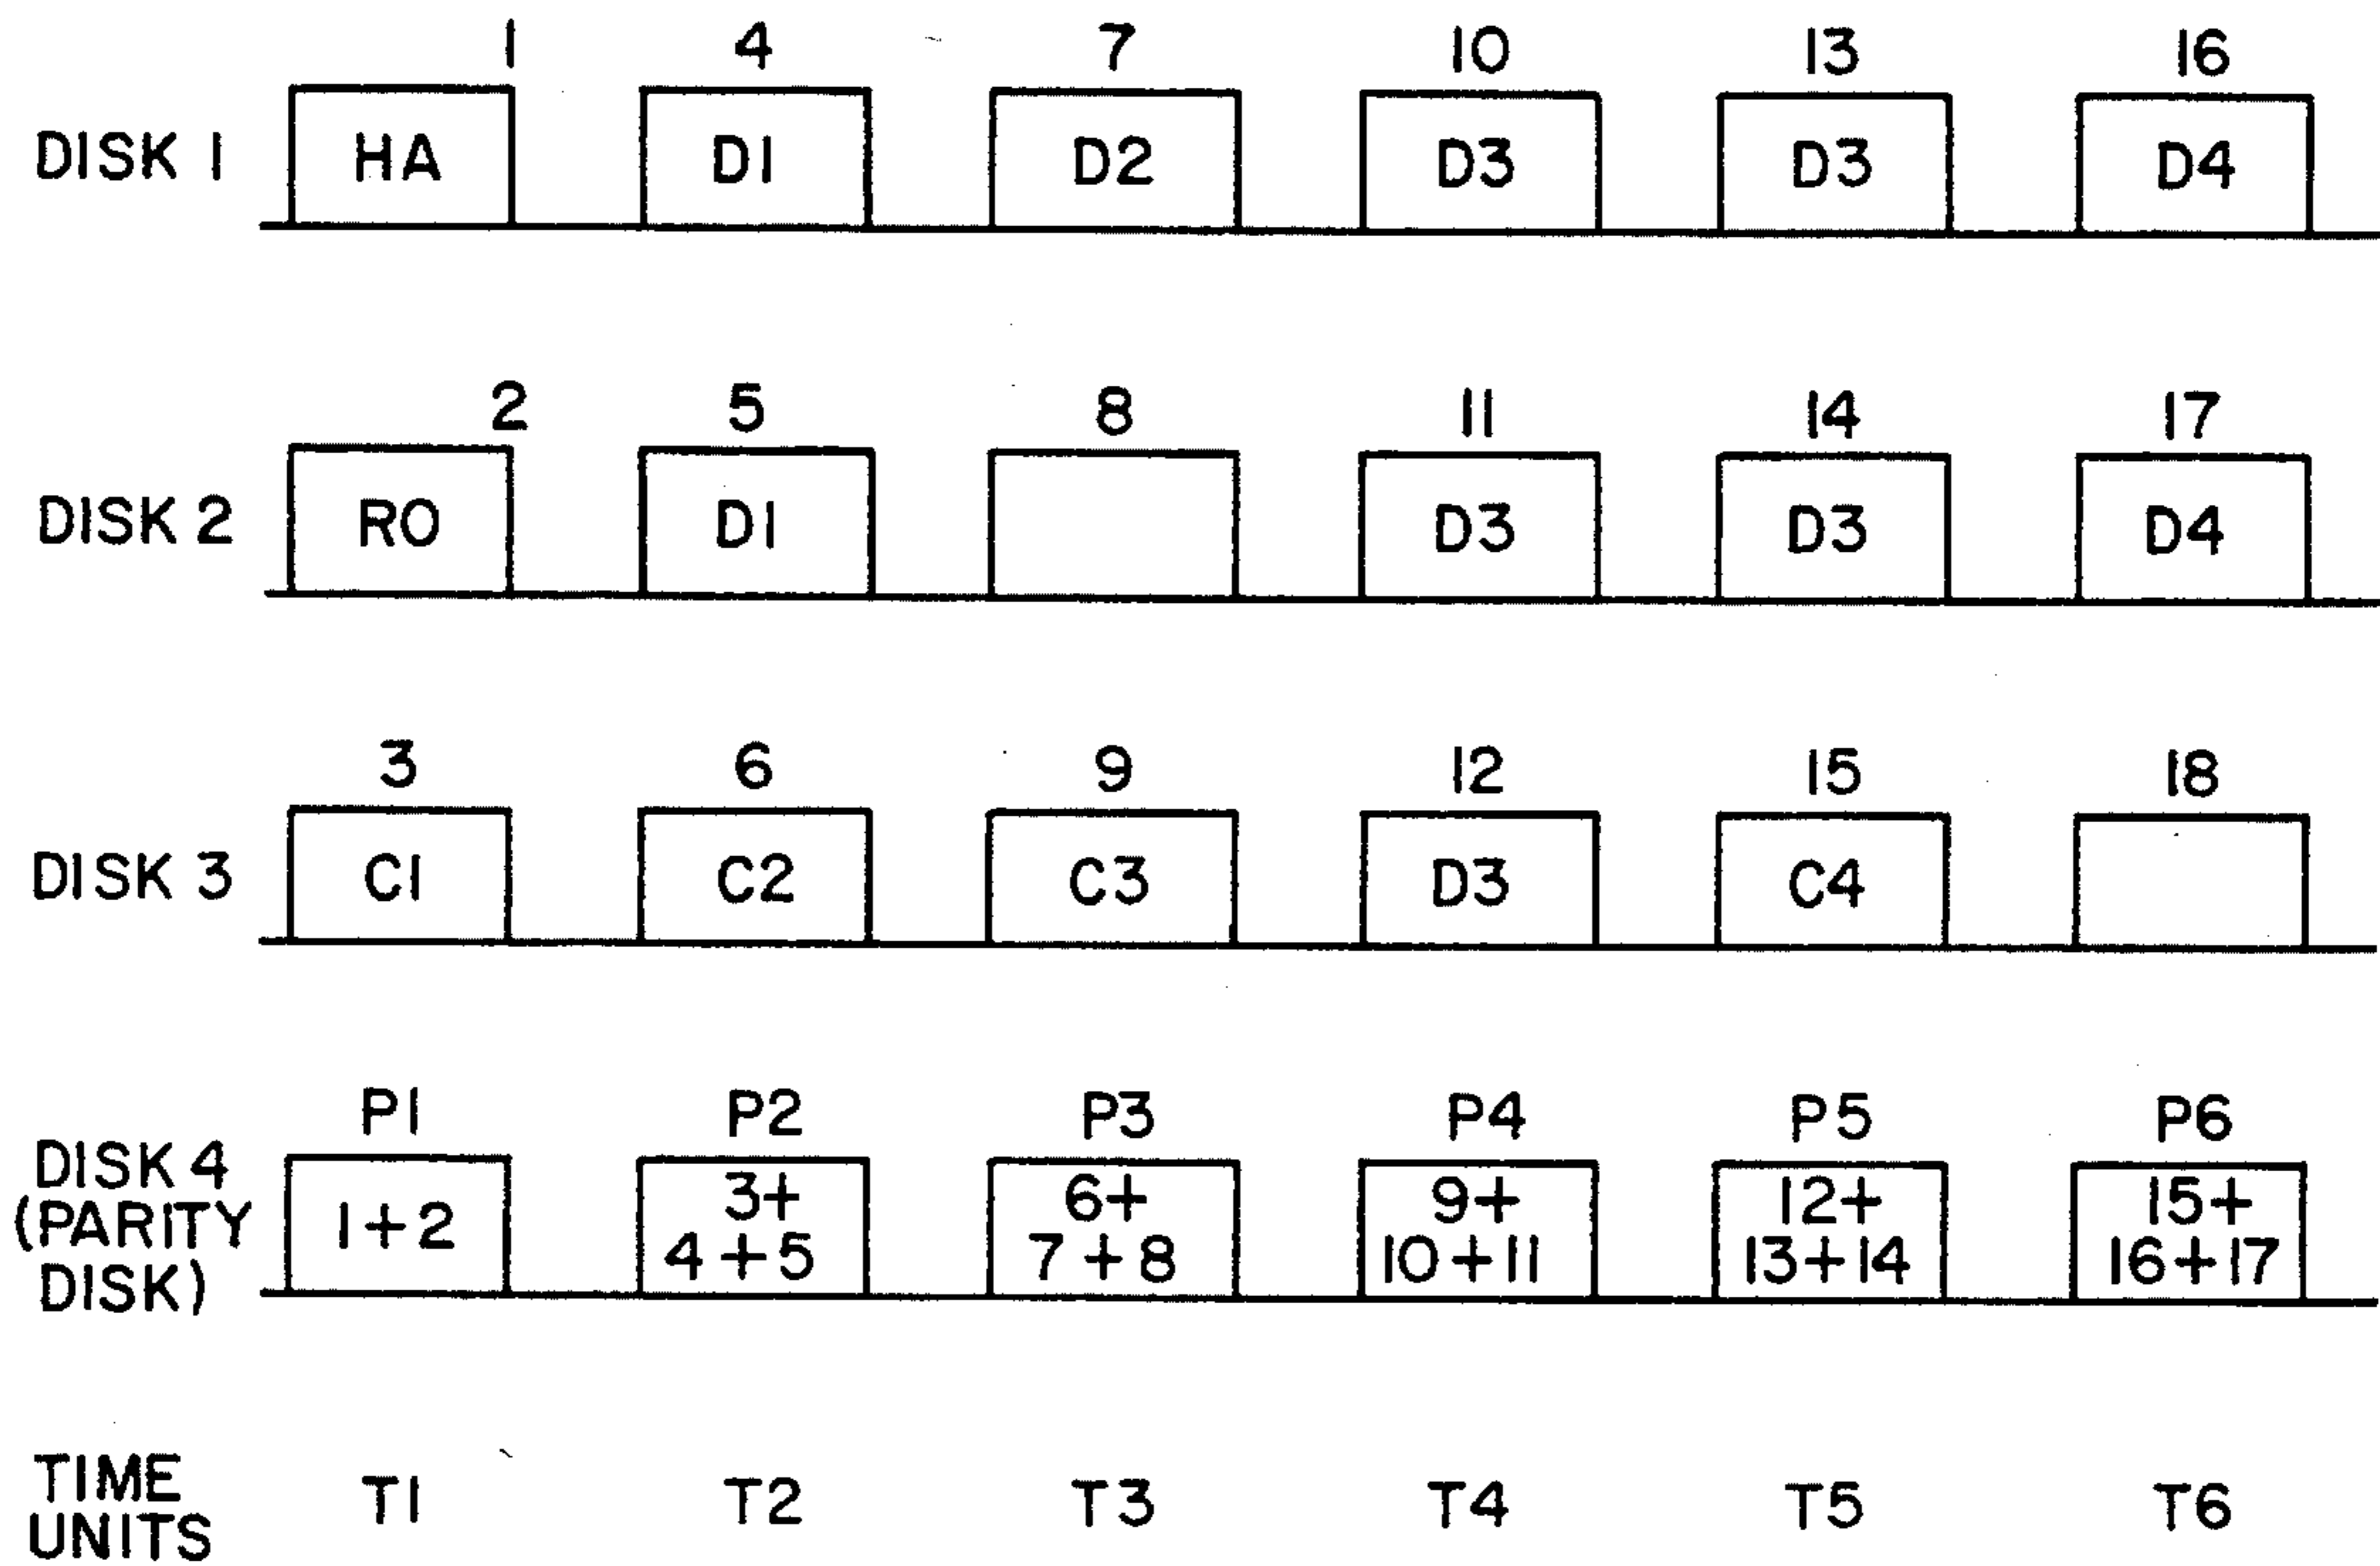 1 4 7 10 13 16
DISK 1 HA D1 D2 D3 D3 D4
2 5 8 11 14 17
DISK 2 RO D1 D3 D3 D4
3 6 9 12 15 18
DISK 3 C1 C2 C3 D3 C4
P1 P2 P3 P4 P5 P6
DISK 4 3+ 6+ 9+ 12+ 15+
(PARITY 1+2
4+5 7+8 10+11 13+14 16+17
DISK)
TIME
UNITS T1 T2 T3 T4 T5 T6